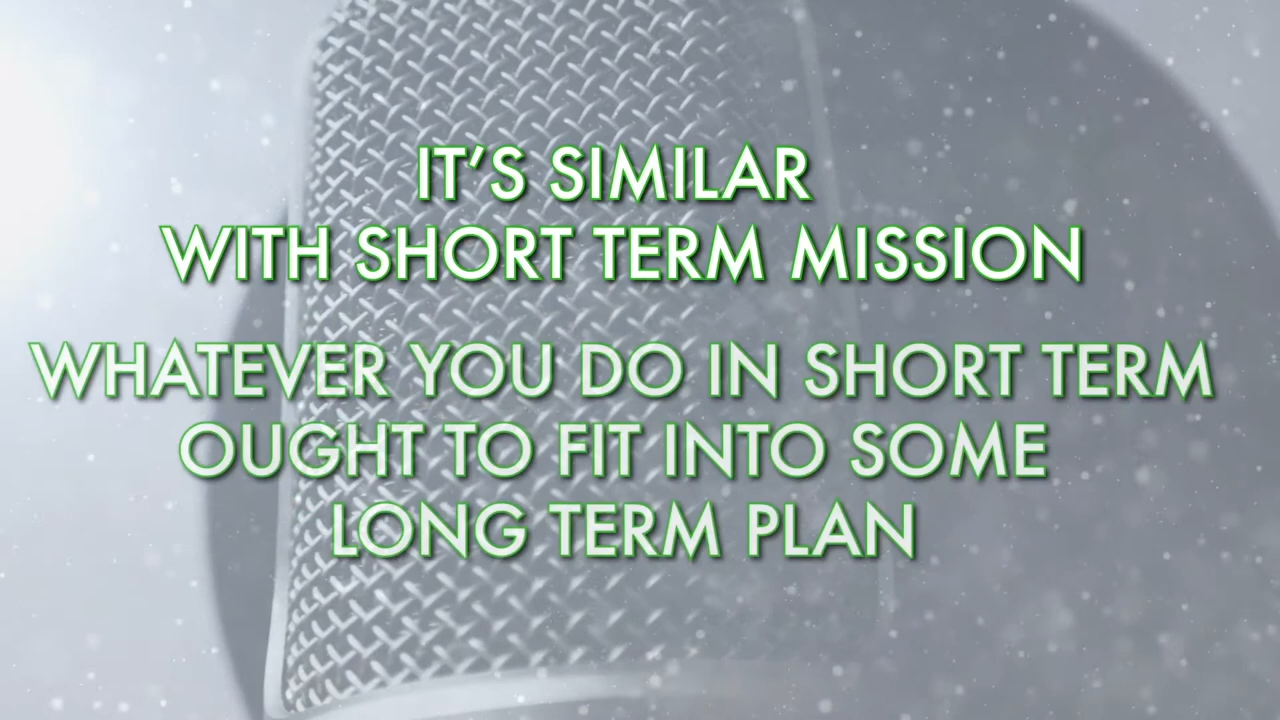 IT’S SIMILAR
WITH SHORT TERM MISSION
WHATEVER YOU DO IN SHORT TERM
OUGHT TO FIT INTO SOME
LONG TERM PLAN